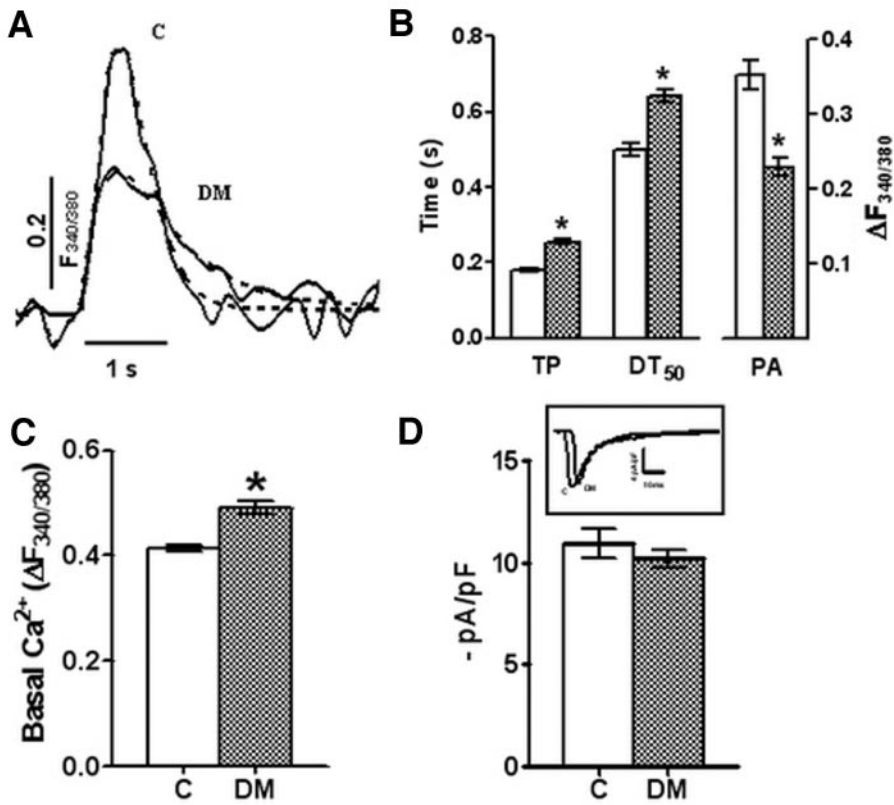 A
C
DM
0.2
F340/380
1 s
B
0.8
0.6
0.4
0.2
0.0
Time (s)
*
*
*
TP
DT50
PA
0.4
0.3
0.2
0.1
ΔF340/380
C
0.6
0.4
0.2
0.0
Basal Ca2+ (ΔF340/380)
*
C
DM
D
15
10
5
0
- pA/pF
C
DM
C
DM